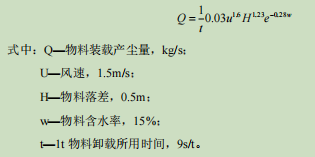 Q=\frac{1}{t}0.03u^{1.6}H^{1.23}e^{-0.28w}
式中：Q—物料装载产尘量，kg/s；
U—风速，1.5m/s；
H—物料落差，0.5m；
w—物料含水率，15%；
t—1t 物料卸载所用时间，9s/t。